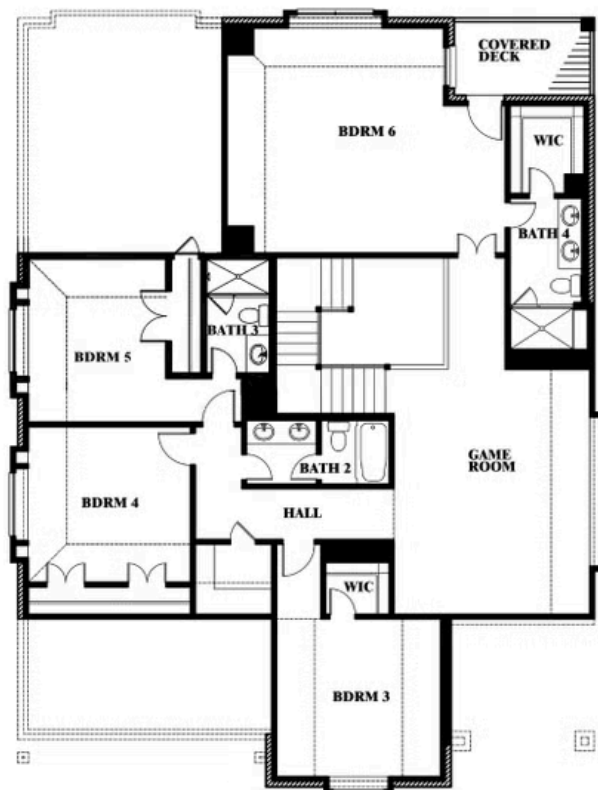 COVERED
DECK
BDRM 6
WIC
BATH 4
BATH 3
BDRM 5
GAME
ROOM
BATH 2
BDRM 4
HALL
WIC
BDRM 3